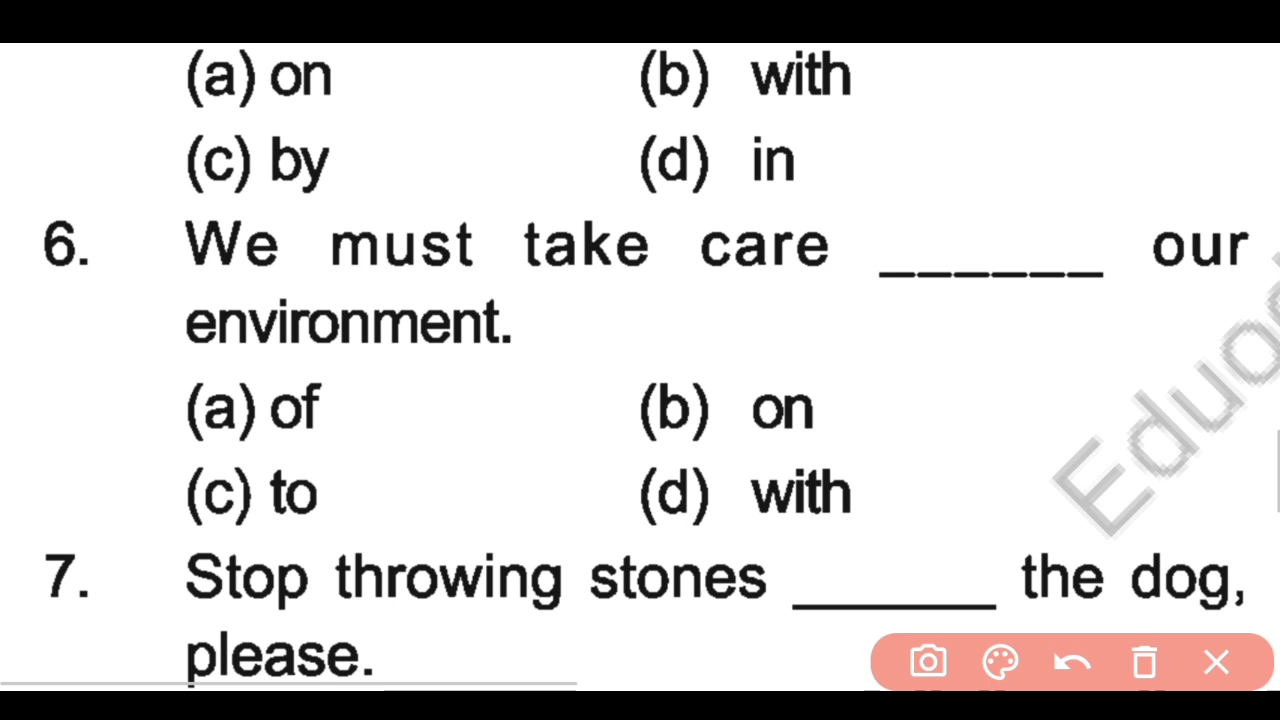 (a) on (b) with
(c) by (d) in
6. We must take care ______ our
environment.
(a) of (b) on
(c) to (d) with
7. Stop throwing stones ______ the dog,
please.